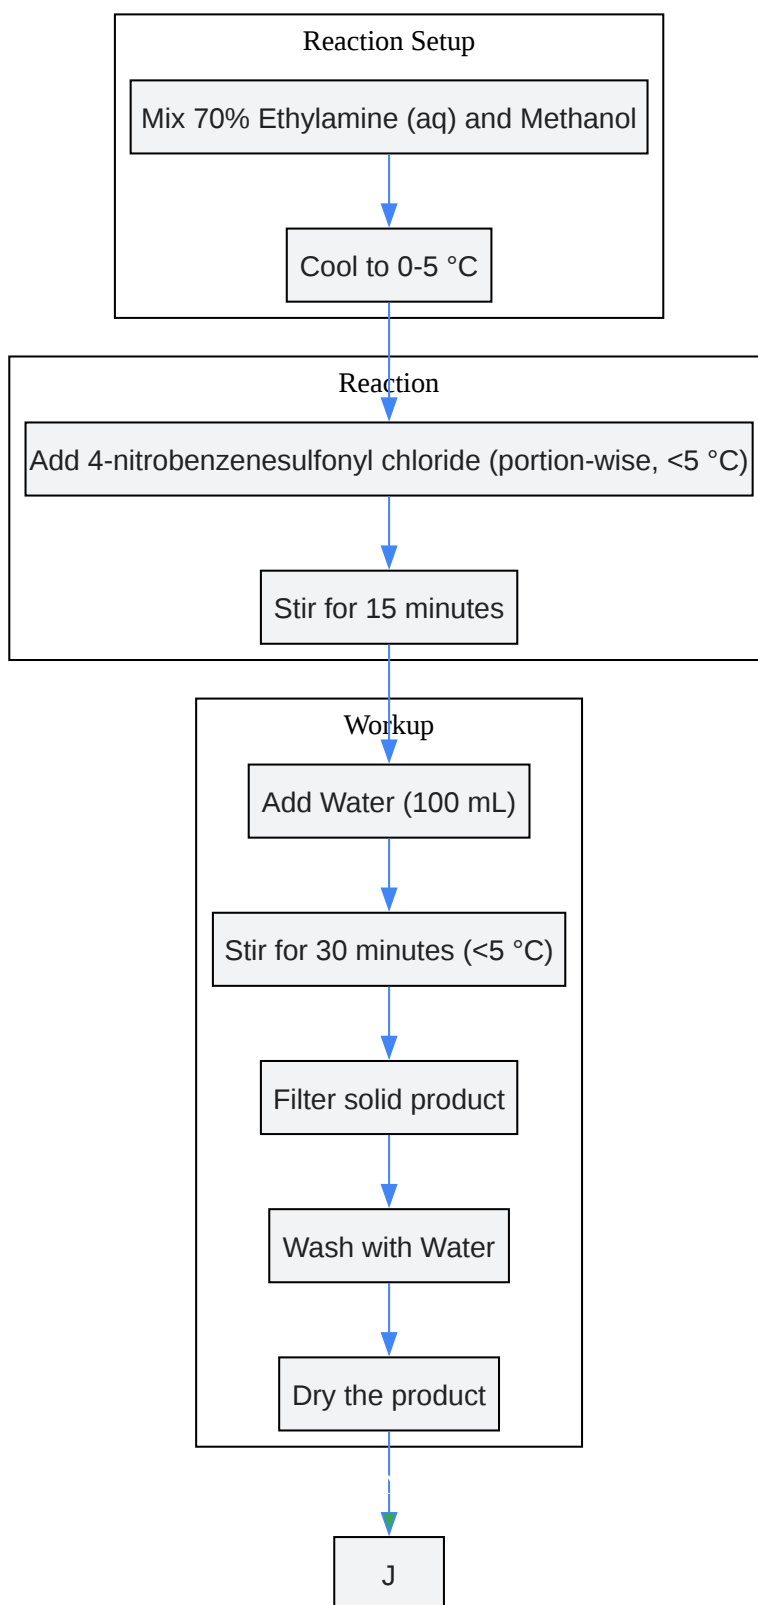 Reaction Setup
Mix 70% Ethylamine (aq) and Methanol
Cool to 0-5 °C
Reaction
Add 4-nitrobenzenesulfonyl chloride (portion-wise, <5 °C)
Stir for 15 minutes
Workup
Add Water (100 mL)
Stir for 30 minutes (<5 °C)
Filter solid product
Wash with Water
Dry the product
J